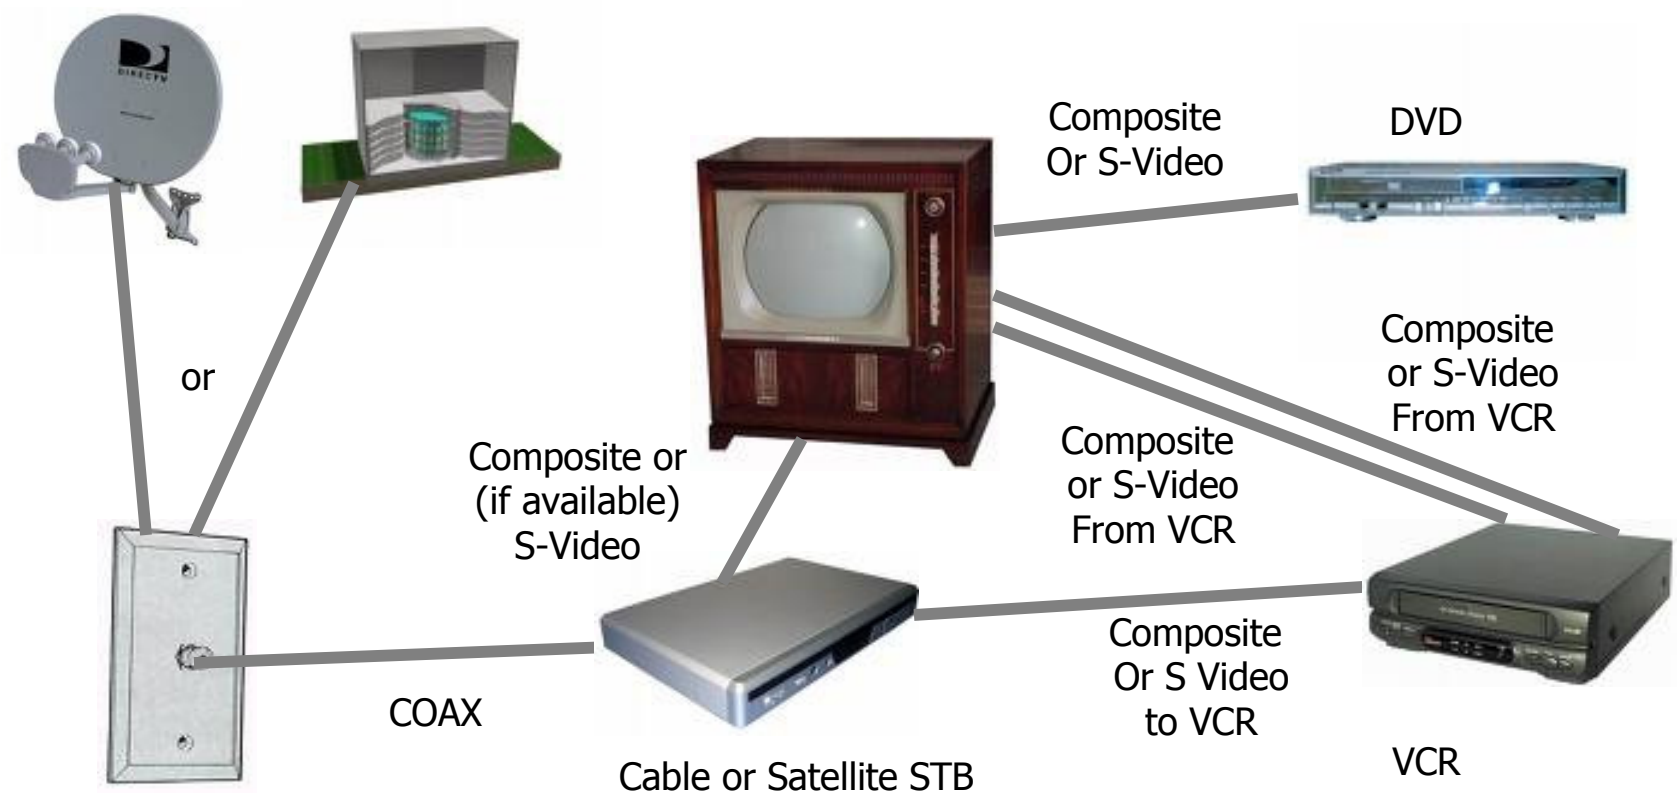 DIRECTV
Composite
Or S-Video
DVD
or
Composite
or S-Video
From VCR
Composite or
(if available)
S-Video
Composite
or S-Video
From VCR
COAX
Composite
Or S Video
to VCR
Cable or Satellite STB
VCR